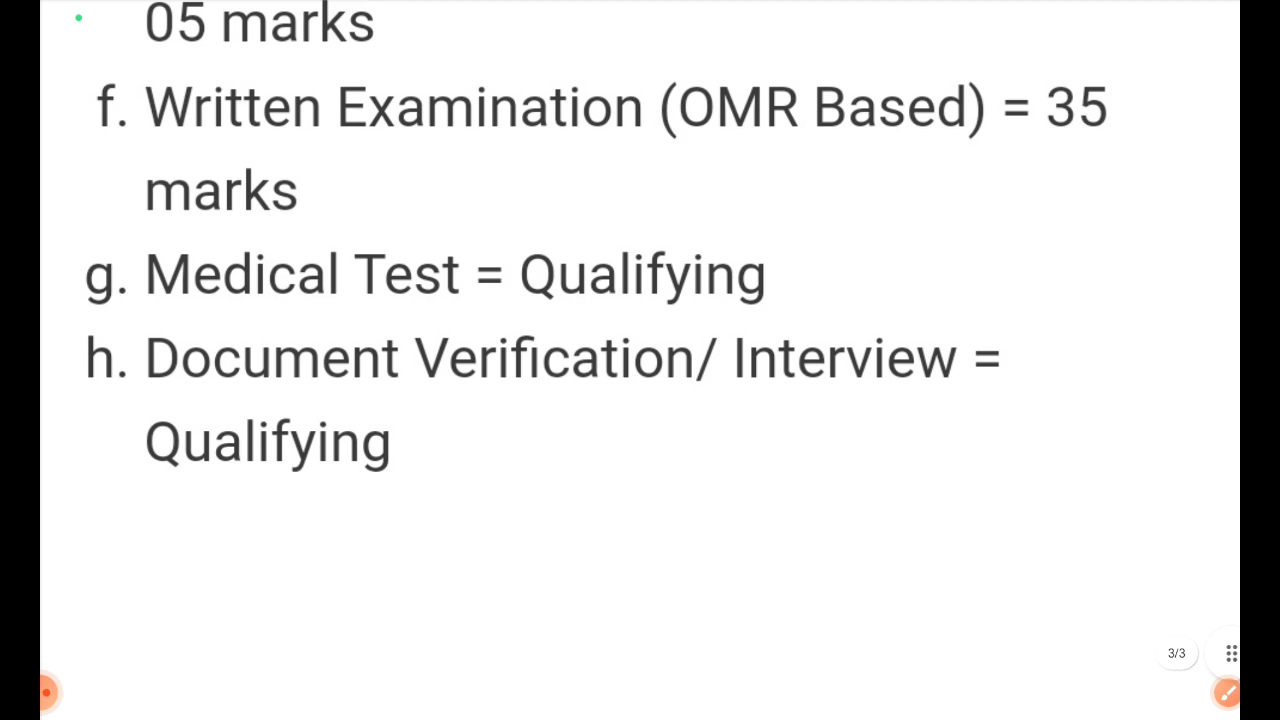 05 marks
f. Written Examination (OMR Based) = 35
marks
g. Medical Test = Qualifying
h. Document Verification/ Interview =
Qualifying
3/3